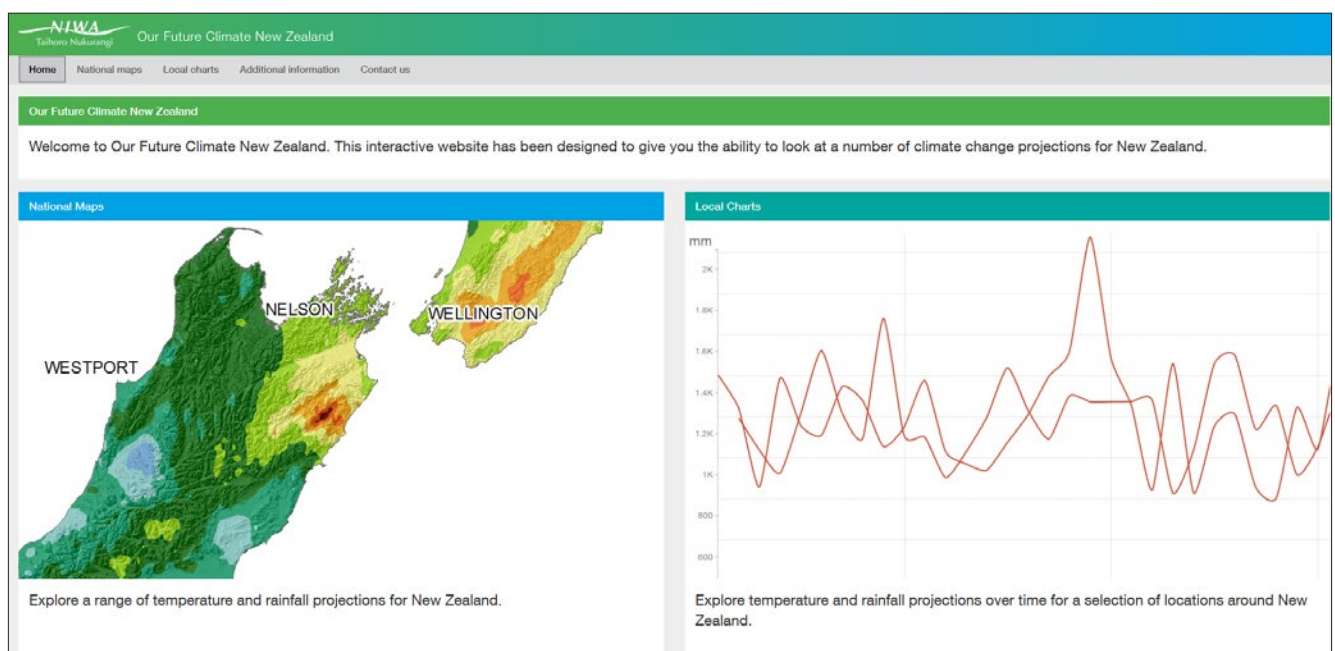 NIWA
Taihoro Nukurangi
Our Future Climate New Zealand
Home National maps Local charts Additional information Contact us
Our Future Climate New Zealand
Welcome to Our Future Climate New Zealand. This interactive website has been designed to give you the ability to look at a number of climate change projections for New Zealand.
National Maps
NELSON
WELLINGTON
WESTPORT
Explore a range of temperature and rainfall projections for New Zealand.
Local Charts
mm
2K
1.8K
1.6K
1.4K
1.2K
1K
800
600
Explore temperature and rainfall projections over time for a selection of locations around New
Zealand.